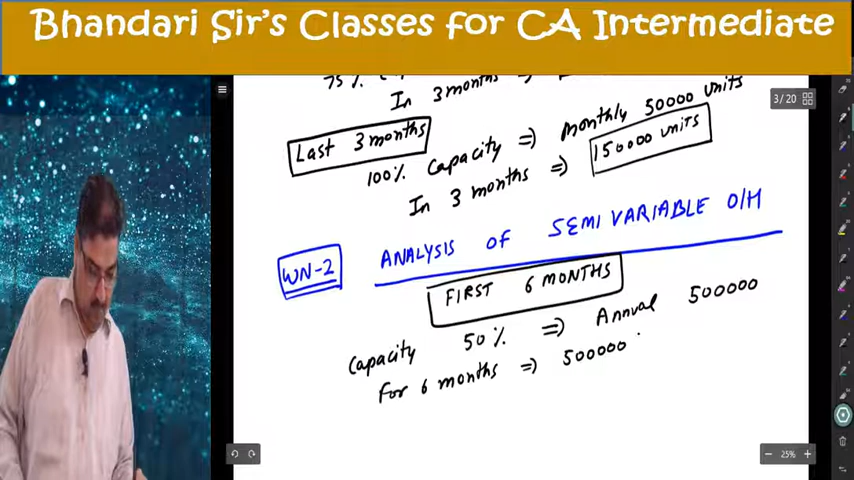 Bhandari Sir's Classes for CA Intermediate
75%
In 3 months ⇒
Last 3 months
100% Capacity ⇒ Monthly 50000 units
In 3 months ⇒ 150000 units
3/20
WN-2 ANALYSIS OF SEMI VARIABLE O/H
FIRST 6 MONTHS
Capacity 50% ⇒ Annual 500000
For 6 months ⇒ 500000
25%